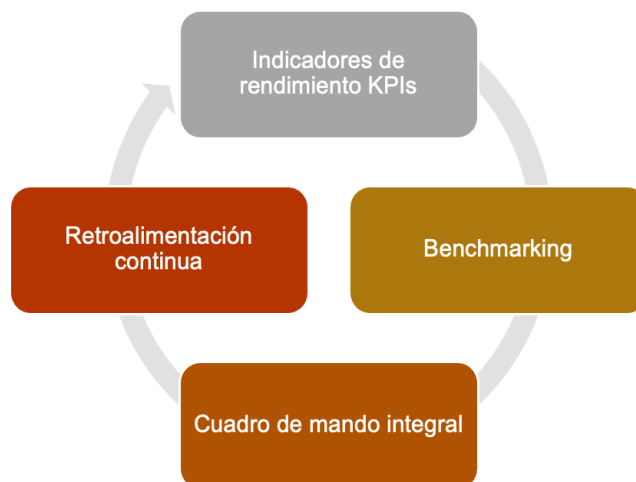 Indicadores de
rendimiento KPIs
Retroalimentación
continua
Benchmarking
Cuadro de mando integral